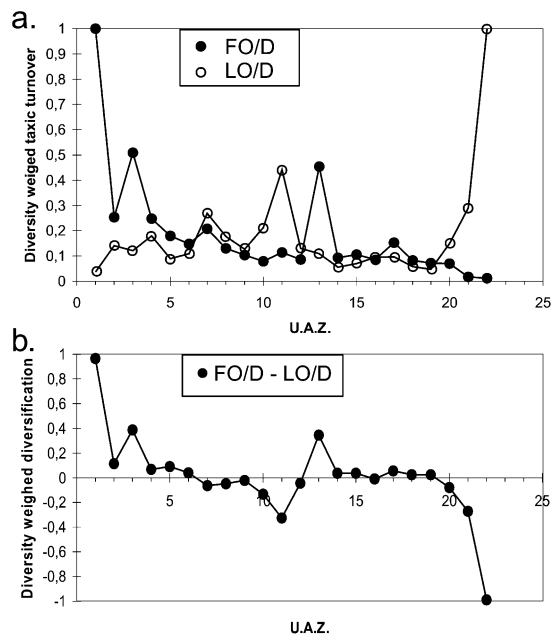 a.
FO/D
LO/D
Diversity weiged taxic turnover
1
0,9
0,8
0,7
0,6
0,5
0,4
0,3
0,2
0,1
0
0 5 10 15 20 25
U.A.Z.
b.
FO/D - LO/D
Diversity weighed diversification
1
0,8
0,6
0,4
0,2
0
-0,2
-0,4
-0,6
-0,8
-1
5 10 15 20 25
U.A.Z.